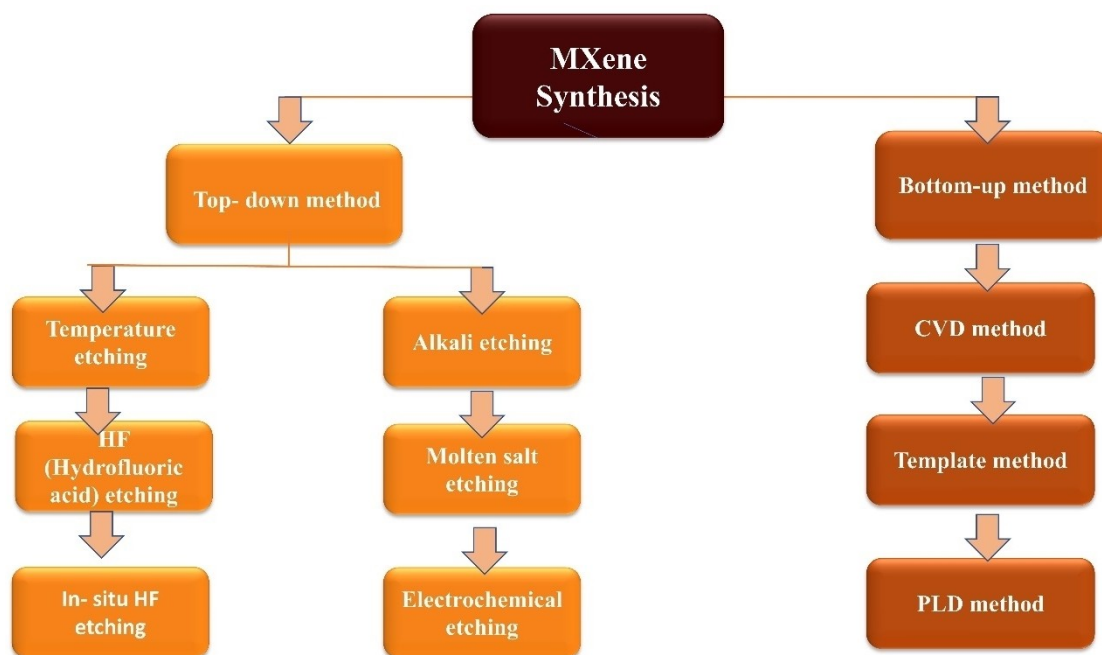 MXene
Synthesis
Top- down method
Bottom-up method
Temperature
etching
Alkali etching
CVD method
HF
(Hydrofluoric
acid) etching
Molten salt
etching
Template method
In- situ HF
etching
Electrochemical
etching
PLD method